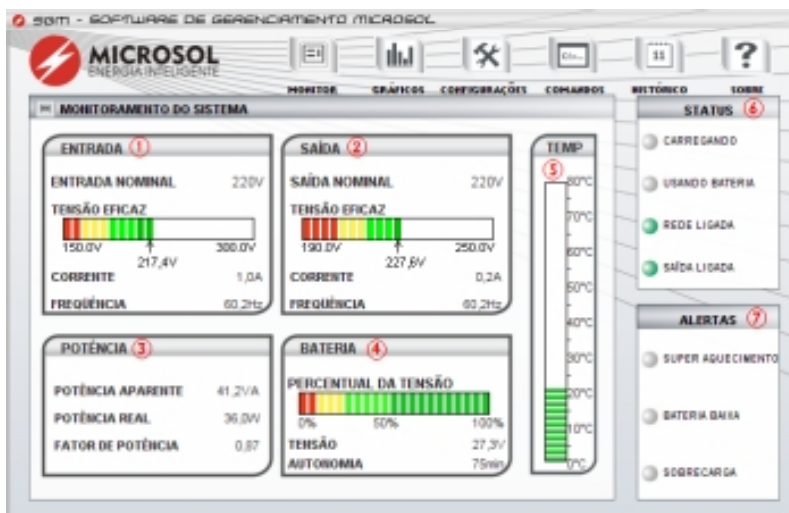 SGM - SOFTWARE DE GERENCIAMENTO MICROSOL
MICROSOL
ENERGIA INTELIGENTE
MONITOR GRÁFICOS CONFIGURAÇÕES COMANDOS HISTÓRICO SOBRE
11
?
MONITORAMENTO DO SISTEMA
ENTRADA 1
ENTRADA NOMINAL 220V
TENSÃO EFICAZ
150.0V 300.0V
217,4V
CORRENTE 1,0A
FREQÜÊNCIA 60,2Hz
SAÍDA 2
SAÍDA NOMINAL 220V
TENSÃO EFICAZ
190.0V 250.0V
227,8V
CORRENTE 0,2A
FREQÜÊNCIA 60,2Hz
POTÊNCIA 3
POTÊNCIA APARENTE 41,2VA
POTÊNCIA REAL 36,0W
FATOR DE POTÊNCIA 0,87
BATERIA 4
PERCENTUAL DA TENSÃO
0% 50% 100%
TENSÃO 27,3V
AUTONOMIA 75min
TEMP
5
80°C
70°C
60°C
50°C
40°C
30°C
20°C
10°C
0°C
STATUS 6
CARREGANDO
USANDO BATERIA
REDE LIGADA
SAÍDA LIGADA
ALERTAS 7
SUPER AQUECIMENTO
BATERIA BAIXA
SOBRECARGA